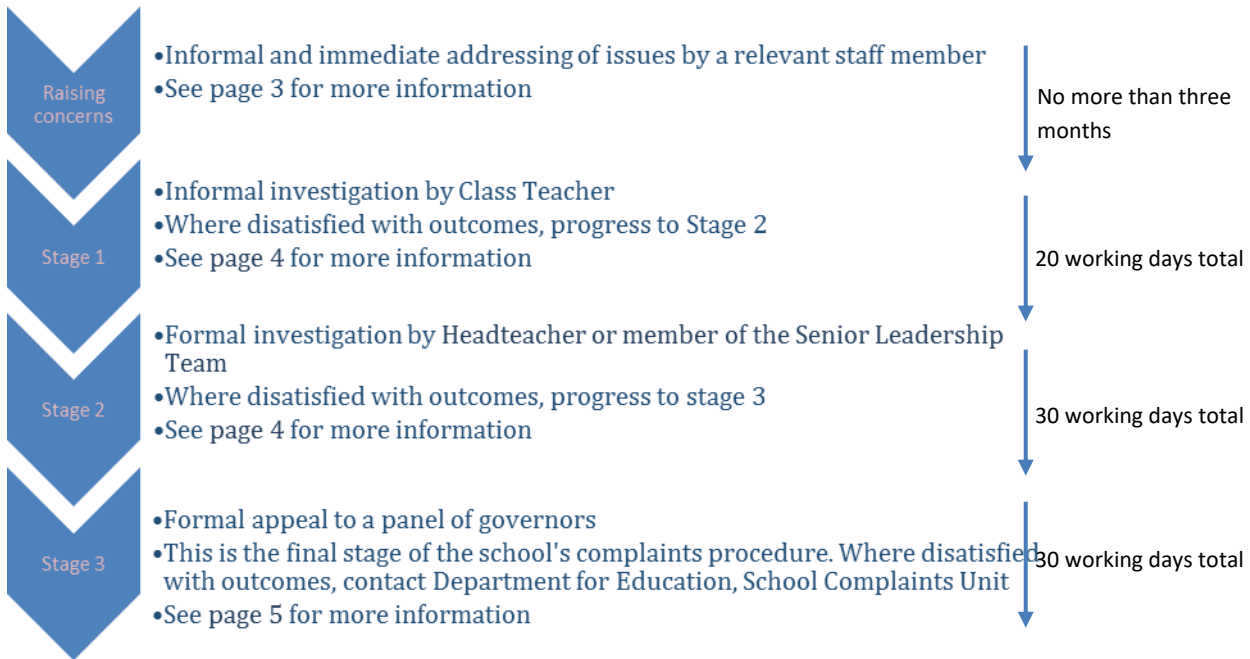 Raising
concerns
•Informal and immediate addressing of issues by a relevant staff member
•See page 3 for more information
No more than three
months
Stage 1
•Informal investigation by Class Teacher
•Where disatisfied with outcomes, progress to Stage 2
•See page 4 for more information
20 working days total
Stage 2
•Formal investigation by Headteacher or member of the Senior Leadership
Team
•Where disatisfied with outcomes, progress to stage 3
•See page 4 for more information
30 working days total
Stage 3
•Formal appeal to a panel of governors
•This is the final stage of the school's complaints procedure. Where disatisfied
with outcomes, contact Department for Education, School Complaints Unit
•See page 5 for more information
30 working days total